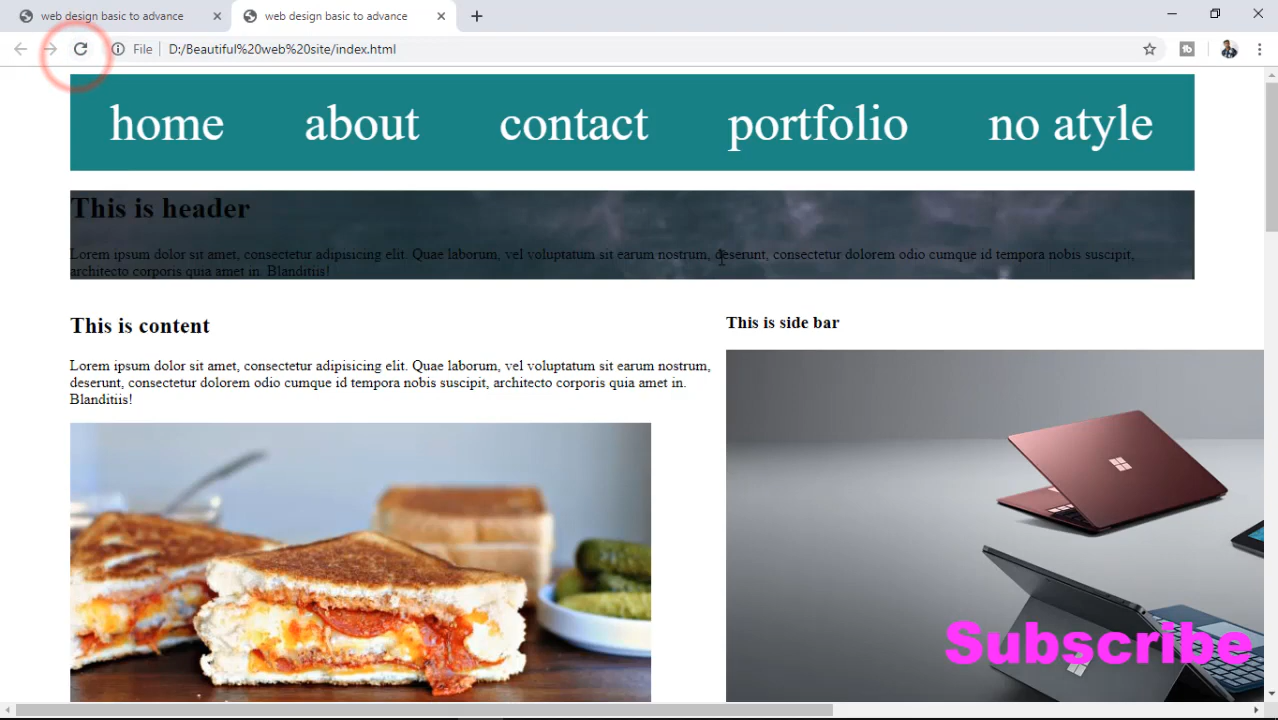 web design basic to advance
web design basic to advance
File
D:/Beautiful%20web%20site/index.html
home
about
contact
portfolio
no atyle
This is header
Lorem ipsum dolor sit amet, consectetur adipisicing elit. Quae laborum, vel voluptatum sit earum nostrum, deserunt, consectetur dolorem odio cumque id tempora nobis suscipit,
architecto corporis quia amet in. Blanditiis!
This is content
Lorem ipsum dolor sit amet, consectetur adipisicing elit. Quae laborum, vel voluptatum sit earum nostrum,
deserunt, consectetur dolorem odio cumque id tempora nobis suscipit, architecto corporis quia amet in.
Blanditiis!
This is side bar
Subscribe